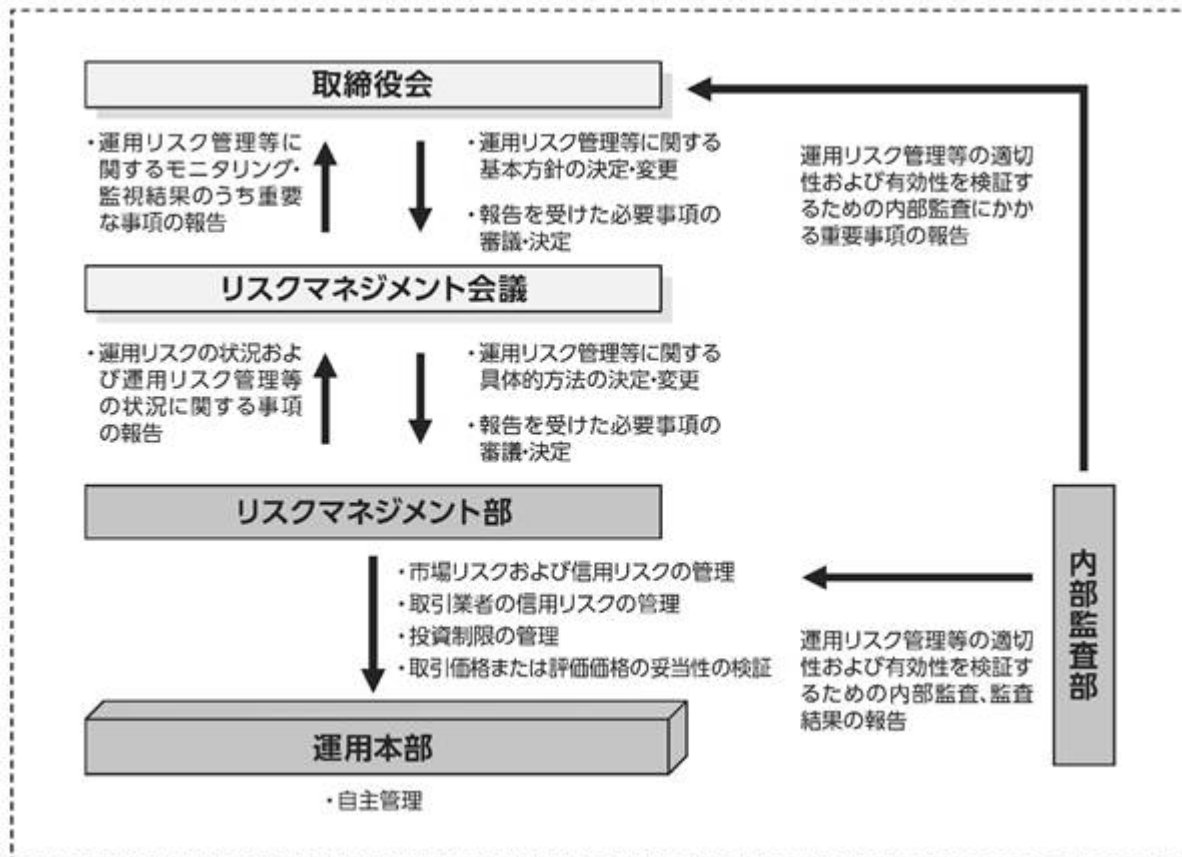 取締役会
・運用リスク管理等に
関するモニタリング・
監視結果のうち重要
な事項の報告
・運用リスク管理等に関する
基本方針の決定・変更
・報告を受けた必要事項の
審議・決定
運用リスク管理等の適切
性および有効性を検証す
るための内部監査にかか
る重要事項の報告
リスクマネジメント会議
・運用リスクの状況およ
び運用リスク管理等
の状況に関する事項
の報告
・運用リスク管理等に関する
具体的方法の決定・変更
・報告を受けた必要事項の
審議・決定
リスクマネジメント部
・市場リスクおよび信用リスクの管理
・取引業者の信用リスクの管理
・投資制限の管理
・取引価格または評価価格の妥当性の検証
内部監査部
運用リスク管理等の適切
性および有効性を検証す
るための内部監査、監査
結果の報告
運用本部
・自主管理